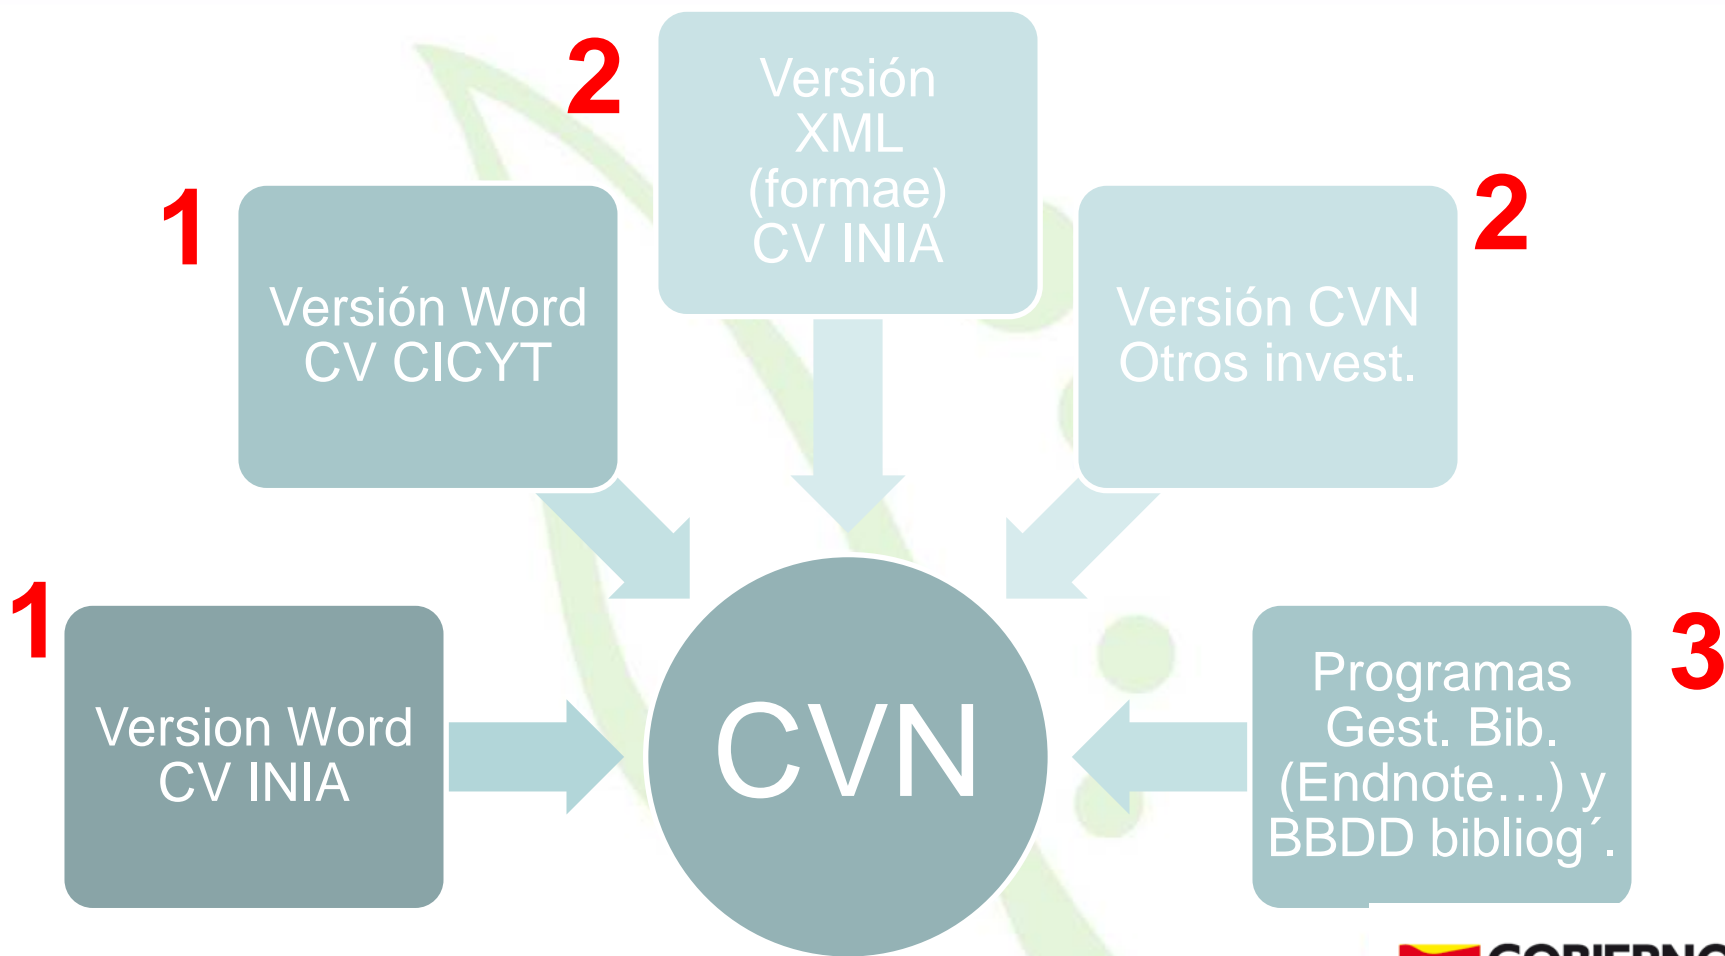 2
Versión
XML
(formae)
CV INIA
1
Versión Word
CV CICYT
2
Versión CVN
Otros invest.
1
Version Word
CV INIA
CVN
3
Programas
Gest. Bib.
(Endnote…) y
BBDD bibliog´.
GOBIERNO